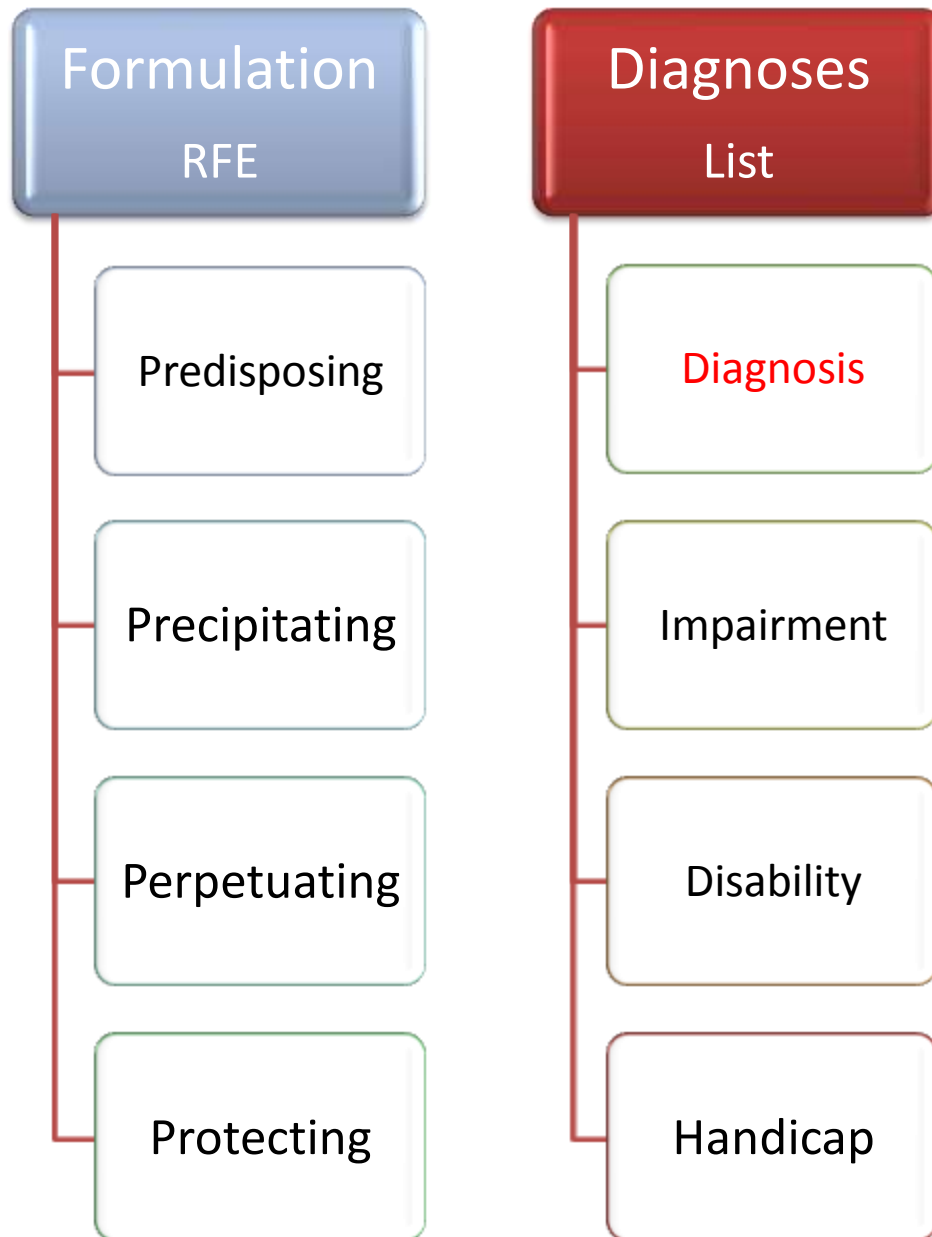 Formulation
RFE
Predisposing
Precipitating
Perpetuating
Protecting
Diagnoses
List
Diagnosis
Impairment
Disability
Handicap